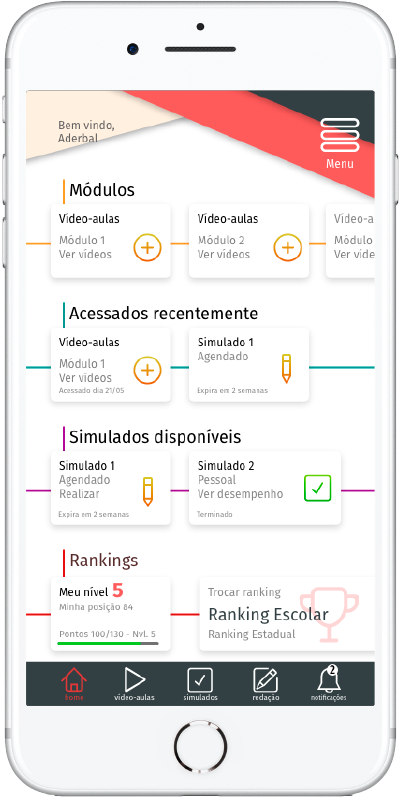 Bem vindo,
Aderbal
Menu
Módulos
Vídeo-aulas
Módulo 1
Ver vídeos
Vídeo-aulas
Módulo 2
Ver vídeos
Vídeo-a
Módulo
Ver víde
Acessados recentemente
Vídeo-aulas
Módulo 1
Ver vídeos
Acessado dia 21/05
Simulado 1
Agendado
Expira em 2 semanas
Simulados disponíveis
Simulado 1
Agendado
Realizar
Expira em 2 semanas
Simulado 2
Pessoal
Ver desempenho
Terminado
Rankings
Meu nível 5
Minha posição 64
Pontos 100/130 - Nvl. 5
Trocar ranking
Ranking Escolar
Ranking Estadual
home
vídeo-aulas
simulados
redação
2
notificações